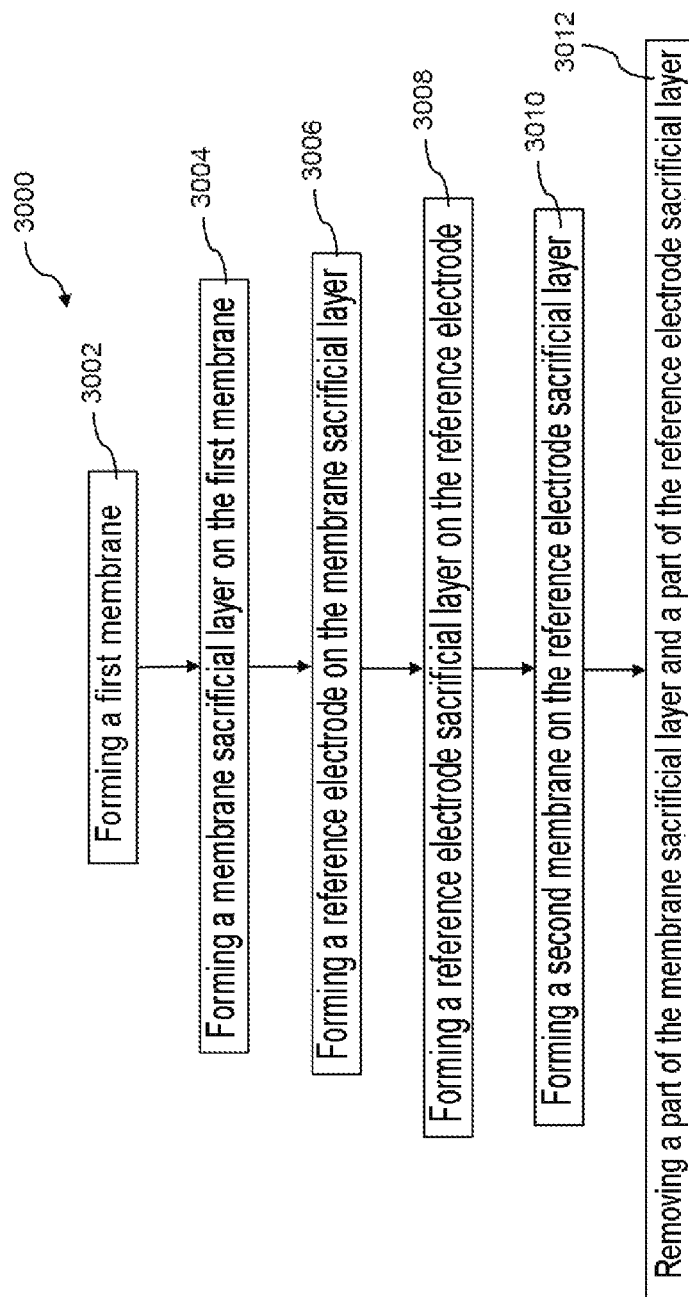 3000
3002
Forming a first membrane
3004
Forming a membrane sacrificial layer on the first membrane
3006
Forming a reference electrode on the membrane sacrificial layer
3008
Forming a reference electrode sacrificial layer on the reference electrode
3010
Forming a second membrane on the reference electrode sacrificial layer
3012
Removing a part of the membrane sacrificial layer and a part of the reference electrode sacrificial layer